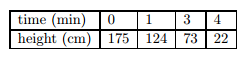 time (min) 0 1 3 4
height (cm) 175 124 73 22